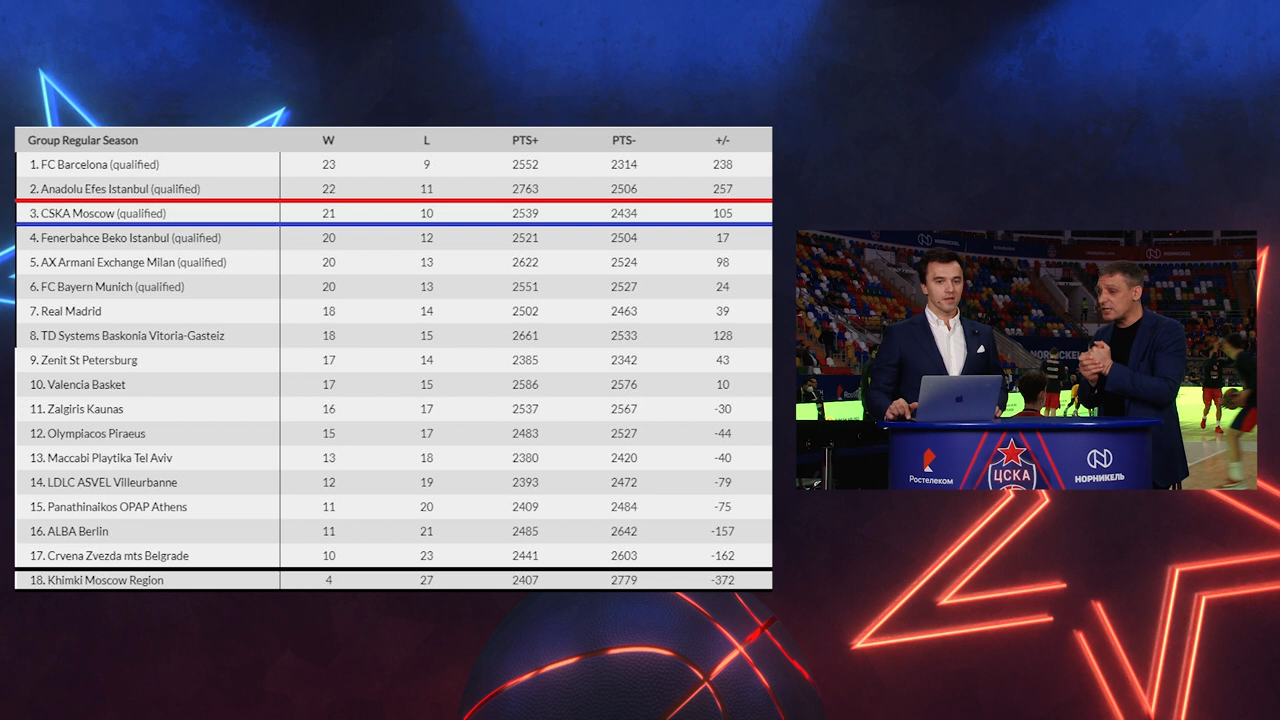 Group Regular Season W L PTS+ PTS- +/-
1. FC Barcelona (qualified) 23 9 2552 2314 238
2. Anadolu Efes Istanbul (qualified) 22 11 2763 2506 257
3. CSKA Moscow (qualified) 21 10 2539 2434 105
4. Fenerbahce Beko Istanbul (qualified) 20 12 2521 2504 17
5. AX Armani Exchange Milan (qualified) 20 13 2622 2524 98
6. FC Bayern Munich (qualified) 20 13 2551 2527 24
7. Real Madrid 18 14 2502 2463 39
8. TD Systems Baskonia Vitoria-Gasteiz 18 15 2661 2533 128
9. Zenit St Petersburg 17 14 2385 2342 43
10. Valencia Basket 17 15 2586 2576 10
11. Zalgiris Kaunas 16 17 2537 2567 -30
12. Olympiacos Piraeus 15 17 2483 2527 -44
13. Maccabi Playtika Tel Aviv 13 18 2380 2420 -40
14. LDLC ASVEL Villeurbanne 12 19 2393 2472 -79
15. Panathinaikos OPAP Athens 11 20 2409 2484 -75
16. ALBA Berlin 11 21 2485 2642 -157
17. Crvena Zvezda mts Belgrade 10 23 2441 2603 -162
18. Khimki Moscow Region 4 27 2407 2779 -372
Ростелеком
ЦСКА
НОРНИКЕЛЬ